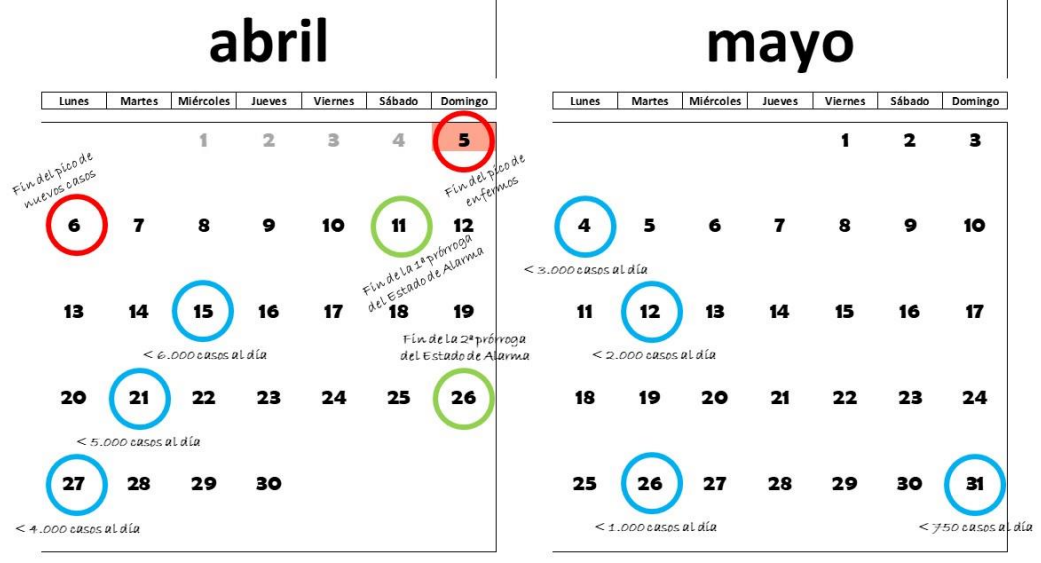 abril
Lunes Martes Miércoles Jueves Viernes Sábado Domingo
1 2 3 4 5
Fin del pico de
nuevos casos
Fin del pico de
enfermos
6 7 8 9 10 11 12
Fin de la 1ª prórroga
del Estado de Alarma
13 14 15 16 17 18 19
< 6.000 casos al día
Fin de la 2ª prórroga
del Estado de Alarma
20 21 22 23 24 25 26
< 5.000 casos al día
27 28 29 30
< 4.000 casos al día
mayo
Lunes Martes Miércoles Jueves Viernes Sábado Domingo
1 2 3
4 5 6 7 8 9 10
< 3.000 casos al día
11 12 13 14 15 16 17
< 2.000 casos al día
18 19 20 21 22 23 24
25 26 27 28 29 30 31
< 1.000 casos al día
< 750 casos al día